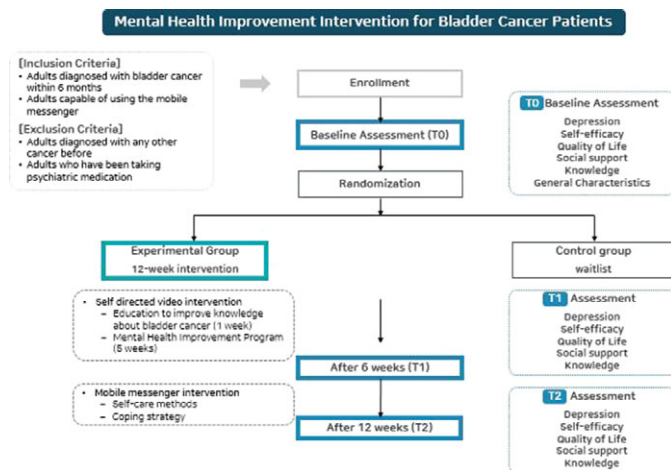 Mental Health Improvement Intervention for Bladder Cancer Patients
[Inclusion Criteria]
• Adults diagnosed with bladder cancer
within 6 months
• Adults capable of using the mobile
messenger
[Exclusion Criteria]
• Adults diagnosed with any other
cancer before
• Adults who have been taking
psychiatric medication
Enrollment
Baseline Assessment (T0)
Randomization
T0 Baseline Assessment
Depression
Self-efficacy
Quality of Life
Social support
Knowledge
General Characteristics
Experimental Group
12-week intervention
Control group
waitlist
• Self directed video intervention
– Education to improve knowledge
about bladder cancer (1 week)
– Mental Health Improvement Program
(5 weeks)
After 6 weeks (T1)
T1 Assessment
Depression
Self-efficacy
Quality of Life
Social support
Knowledge
• Mobile messenger intervention
– Self-care methods
– Coping strategy
After 12 weeks (T2)
T2 Assessment
Depression
Self-efficacy
Quality of Life
Social support
Knowledge